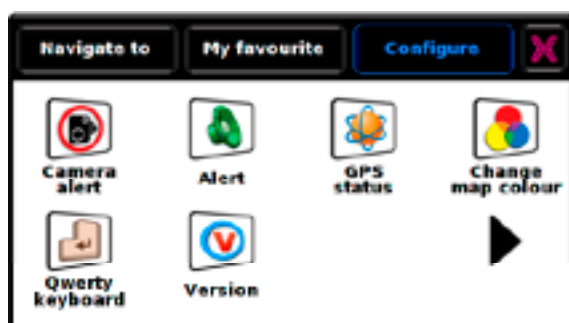 Navigate to
My favourite
Configure
X
Camera
alert
Alert
GPS
status
Change
map colour
Qwerty
keyboard
V
Version